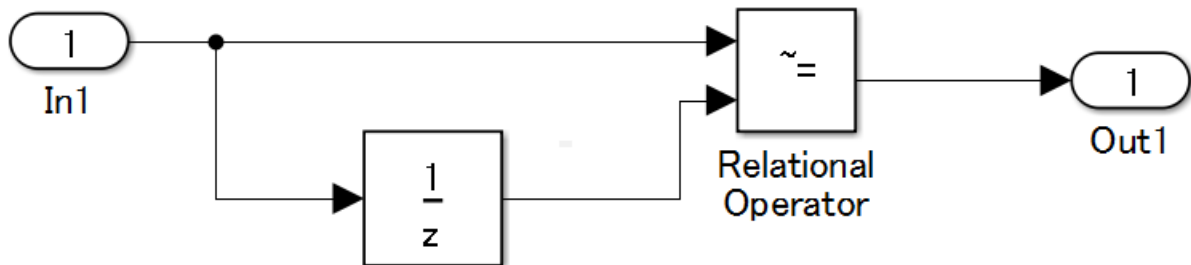 1
In1
1
z
~=
Relational
Operator
1
Out1